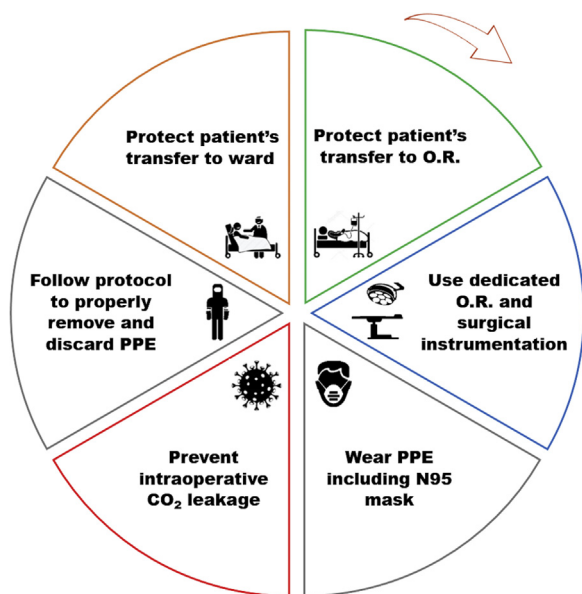 Protect patient's
transfer to O.R.
Use dedicated
O.R. and
surgical
instrumentation
Wear PPE
including N95
mask
Prevent
intraoperative
CO₂ leakage
Follow protocol
to properly
remove and
discard PPE
Protect patient's
transfer to ward